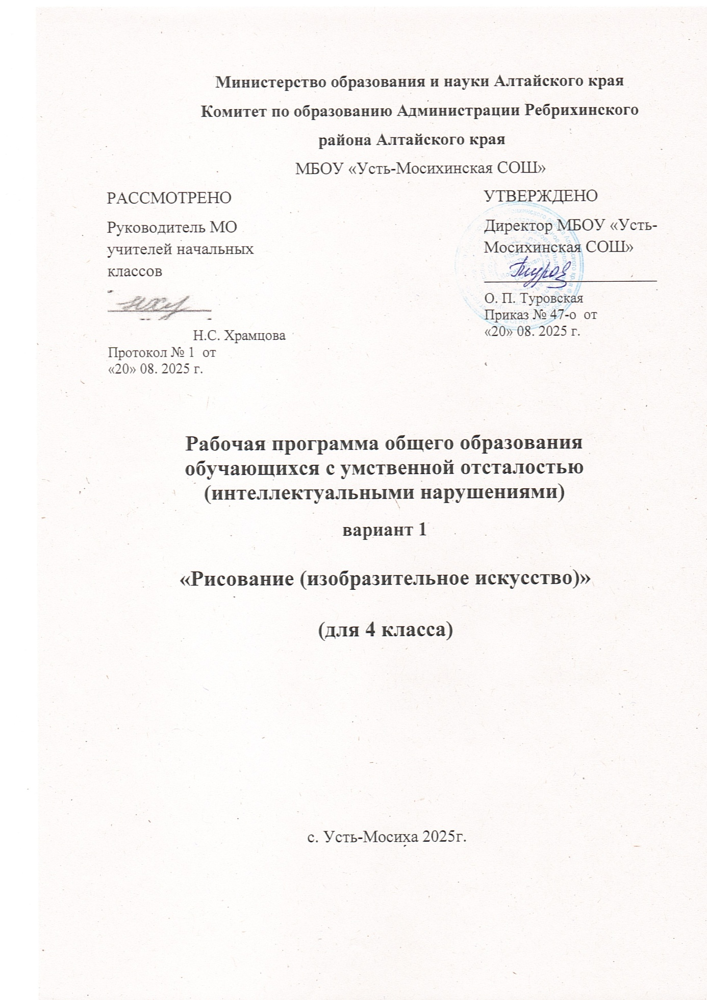 Министерство образования и науки Алтайского края
Комитет по образованию Администрации Ребрихинского
района Алтайского края
МБОУ «Усть-Мосихинская СОШ»
РАССМОТРЕНО
Руководитель МО
учителей начальных
классов
Н.С. Храмцова
Протокол № 1 от
«20» 08. 2025 г.
УТВЕРЖДЕНО
Директор МБОУ «Усть-
Мосихинская СОШ»
О. П. Туровская
Приказ № 47-о от
«20» 08. 2025 г.
Рабочая программа общего образования
обучающихся с умственной отсталостью
(интеллектуальными нарушениями)
вариант 1
«Рисование (изобразительное искусство)»
(для 4 класса)
с. Усть-Мосиха 2025г.